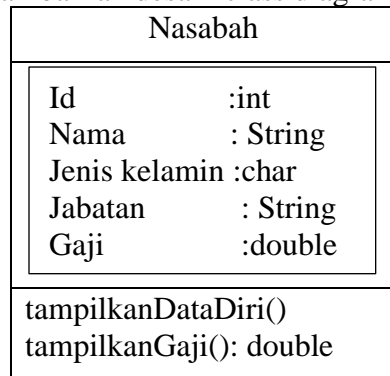 Nasabah
Id :int
Nama : String
Jenis kelamin :char
Jabatan : String
Gaji :double
tampilkanDataDiri()
tampilkanGaji(): double